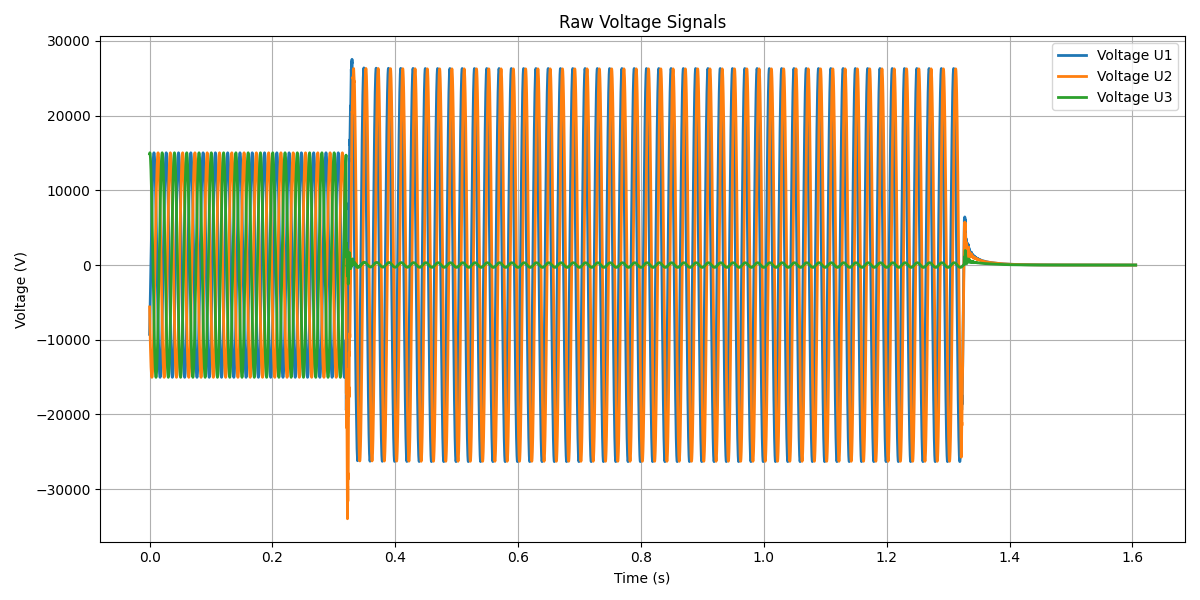 Raw Voltage Signals
Voltage (V)
30000
20000
10000
0
−10000
−20000
−30000
Voltage U1
Voltage U2
Voltage U3
0.0 0.2 0.4 0.6 0.8 1.0 1.2 1.4 1.6
Time (s)